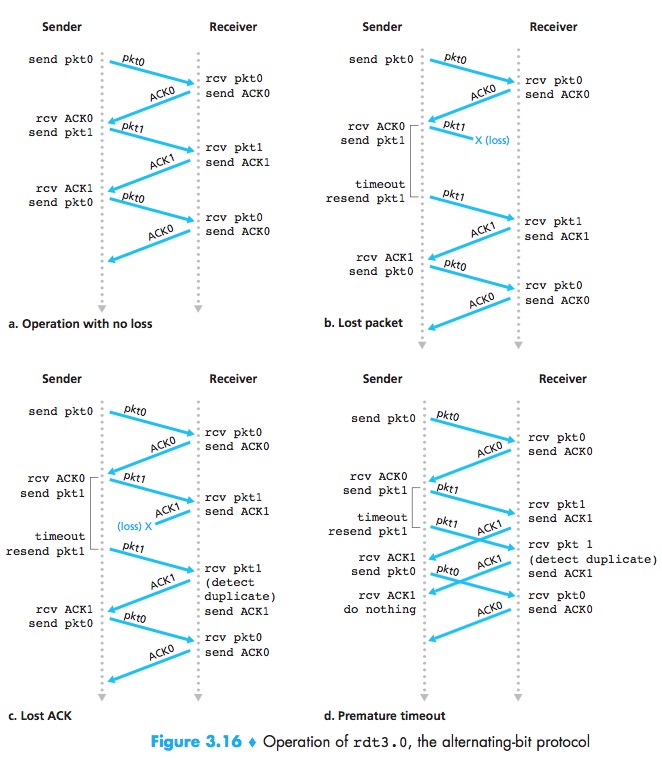 Sender Receiver
send pkt0 pkt0
rcv pkt0
send ACK0
ACK0
rcv ACK0
send pkt1
pkt1
rcv pkt1
send ACK1
ACK1
rcv ACK1
send pkt0
pkt0
rcv pkt0
send ACK0
ACK0
a. Operation with no loss
Sender Receiver
send pkt0 pkt0
rcv pkt0
send ACK0
ACK0
rcv ACK0
send pkt1
pkt1
X (loss)
timeout
resend pkt1
pkt1
rcv pkt1
send ACK1
ACK1
rcv ACK1
send pkt0
pkt0
rcv pkt0
send ACK0
ACK0
b. Lost packet
Sender Receiver
send pkt0 pkt0
rcv pkt0
send ACK0
ACK0
rcv ACK0
send pkt1
pkt1
rcv pkt1
send ACK1
ACK1
(loss) X
timeout
resend pkt1
pkt1
rcv pkt1
(detect
duplicate)
send ACK1
ACK1
rcv ACK1
send pkt0
pkt0
rcv pkt0
send ACK0
ACK0
c. Lost ACK
Sender Receiver
send pkt0 pkt0
rcv pkt0
send ACK0
ACK0
rcv ACK0
send pkt1
pkt1
rcv pkt1
send ACK1
ACK1
timeout
resend pkt1
pkt1
rcv pkt 1
(detect duplicate)
send ACK1
ACK1
rcv ACK1
send pkt0
pkt0
rcv ACK1
do nothing
rcv pkt0
send ACK0
ACK0
d. Premature timeout
Figure 3.16 ♦ Operation of rdt3.0, the alternating-bit protocol